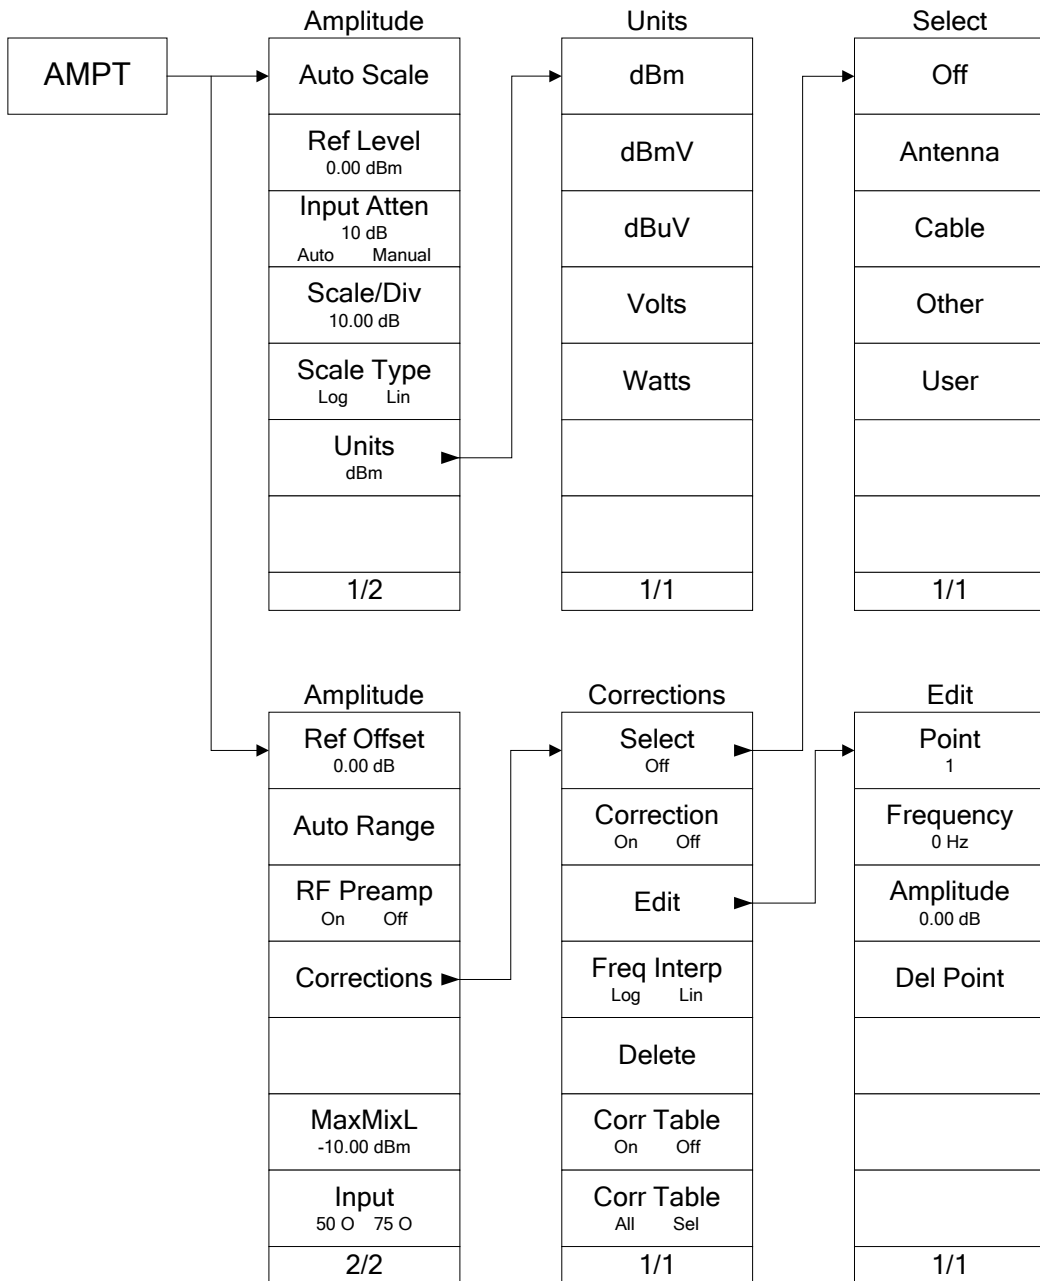 AMPT
Amplitude
Auto Scale
Ref Level
0.00 dBm
Input Atten
10 dB
Auto Manual
Scale/Div
10.00 dB
Scale Type
Log Lin
Units
dBm
1/2
Units
dBm
dBmV
dBuV
Volts
Watts
1/1
Select
Off
Antenna
Cable
Other
User
1/1
Amplitude
Ref Offset
0.00 dB
Auto Range
RF Preamp
On Off
Corrections
MaxMixL
-10.00 dBm
Input
50 O 75 O
2/2
Corrections
Select
Off
Correction
On Off
Edit
Freq Interp
Log Lin
Delete
Corr Table
On Off
Corr Table
All Sel
1/1
Edit
Point
1
Frequency
0 Hz
Amplitude
0.00 dB
Del Point
1/1